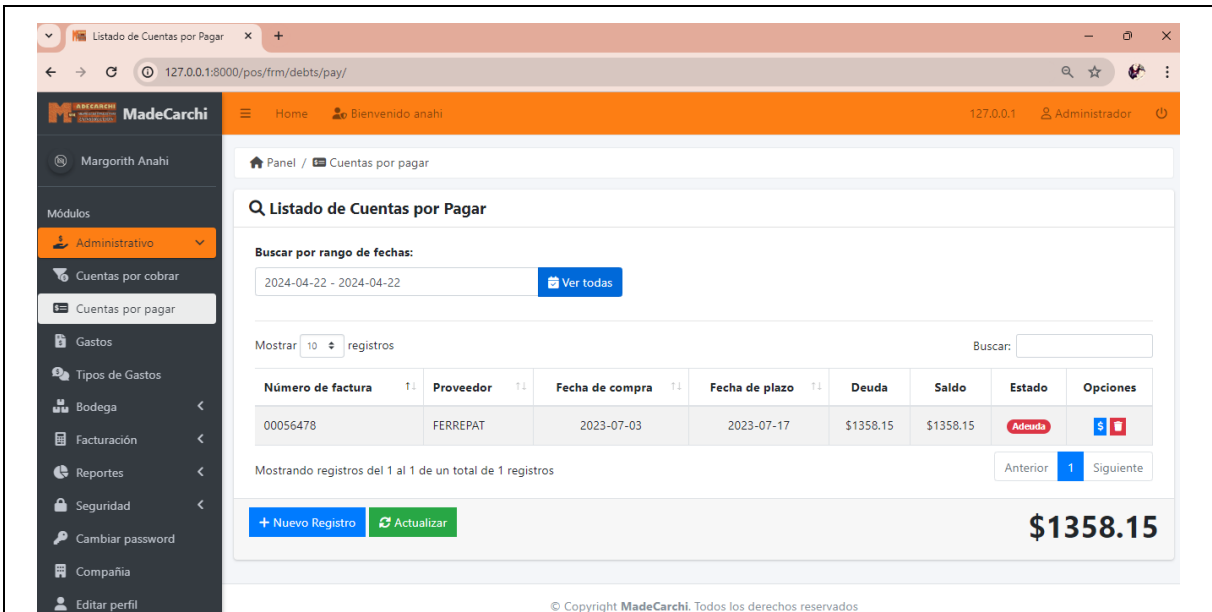 Listado de Cuentas por Pagar
127.0.0.1:8000/pos/frm/debts/pay/
MadeCarchi
Home Bienvenido anahi 127.0.0.1 Administrador
Margorith Anahi
Panel / Cuentas por pagar
Módulos
Listado de Cuentas por Pagar
Administrativo
Buscar por rango de fechas:
Cuentas por cobrar
2024-04-22 - 2024-04-22 Ver todas
Cuentas por pagar
Gastos
Mostrar 10 registros Buscar:
Tipos de Gastos
Número de factura Proveedor Fecha de compra Fecha de plazo Deuda Saldo Estado Opciones
Bodega
00056478 FERREPAT 2023-07-03 2023-07-17 $1358.15 $1358.15 Adeuda
Facturación
Mostrando registros del 1 al 1 de un total de 1 registros Anterior 1 Siguiente
Reportes
Seguridad
+ Nuevo Registro Actualizar $1358.15
Cambiar password
Compañia
Editar perfil
© Copyright MadeCarchi. Todos los derechos reservados